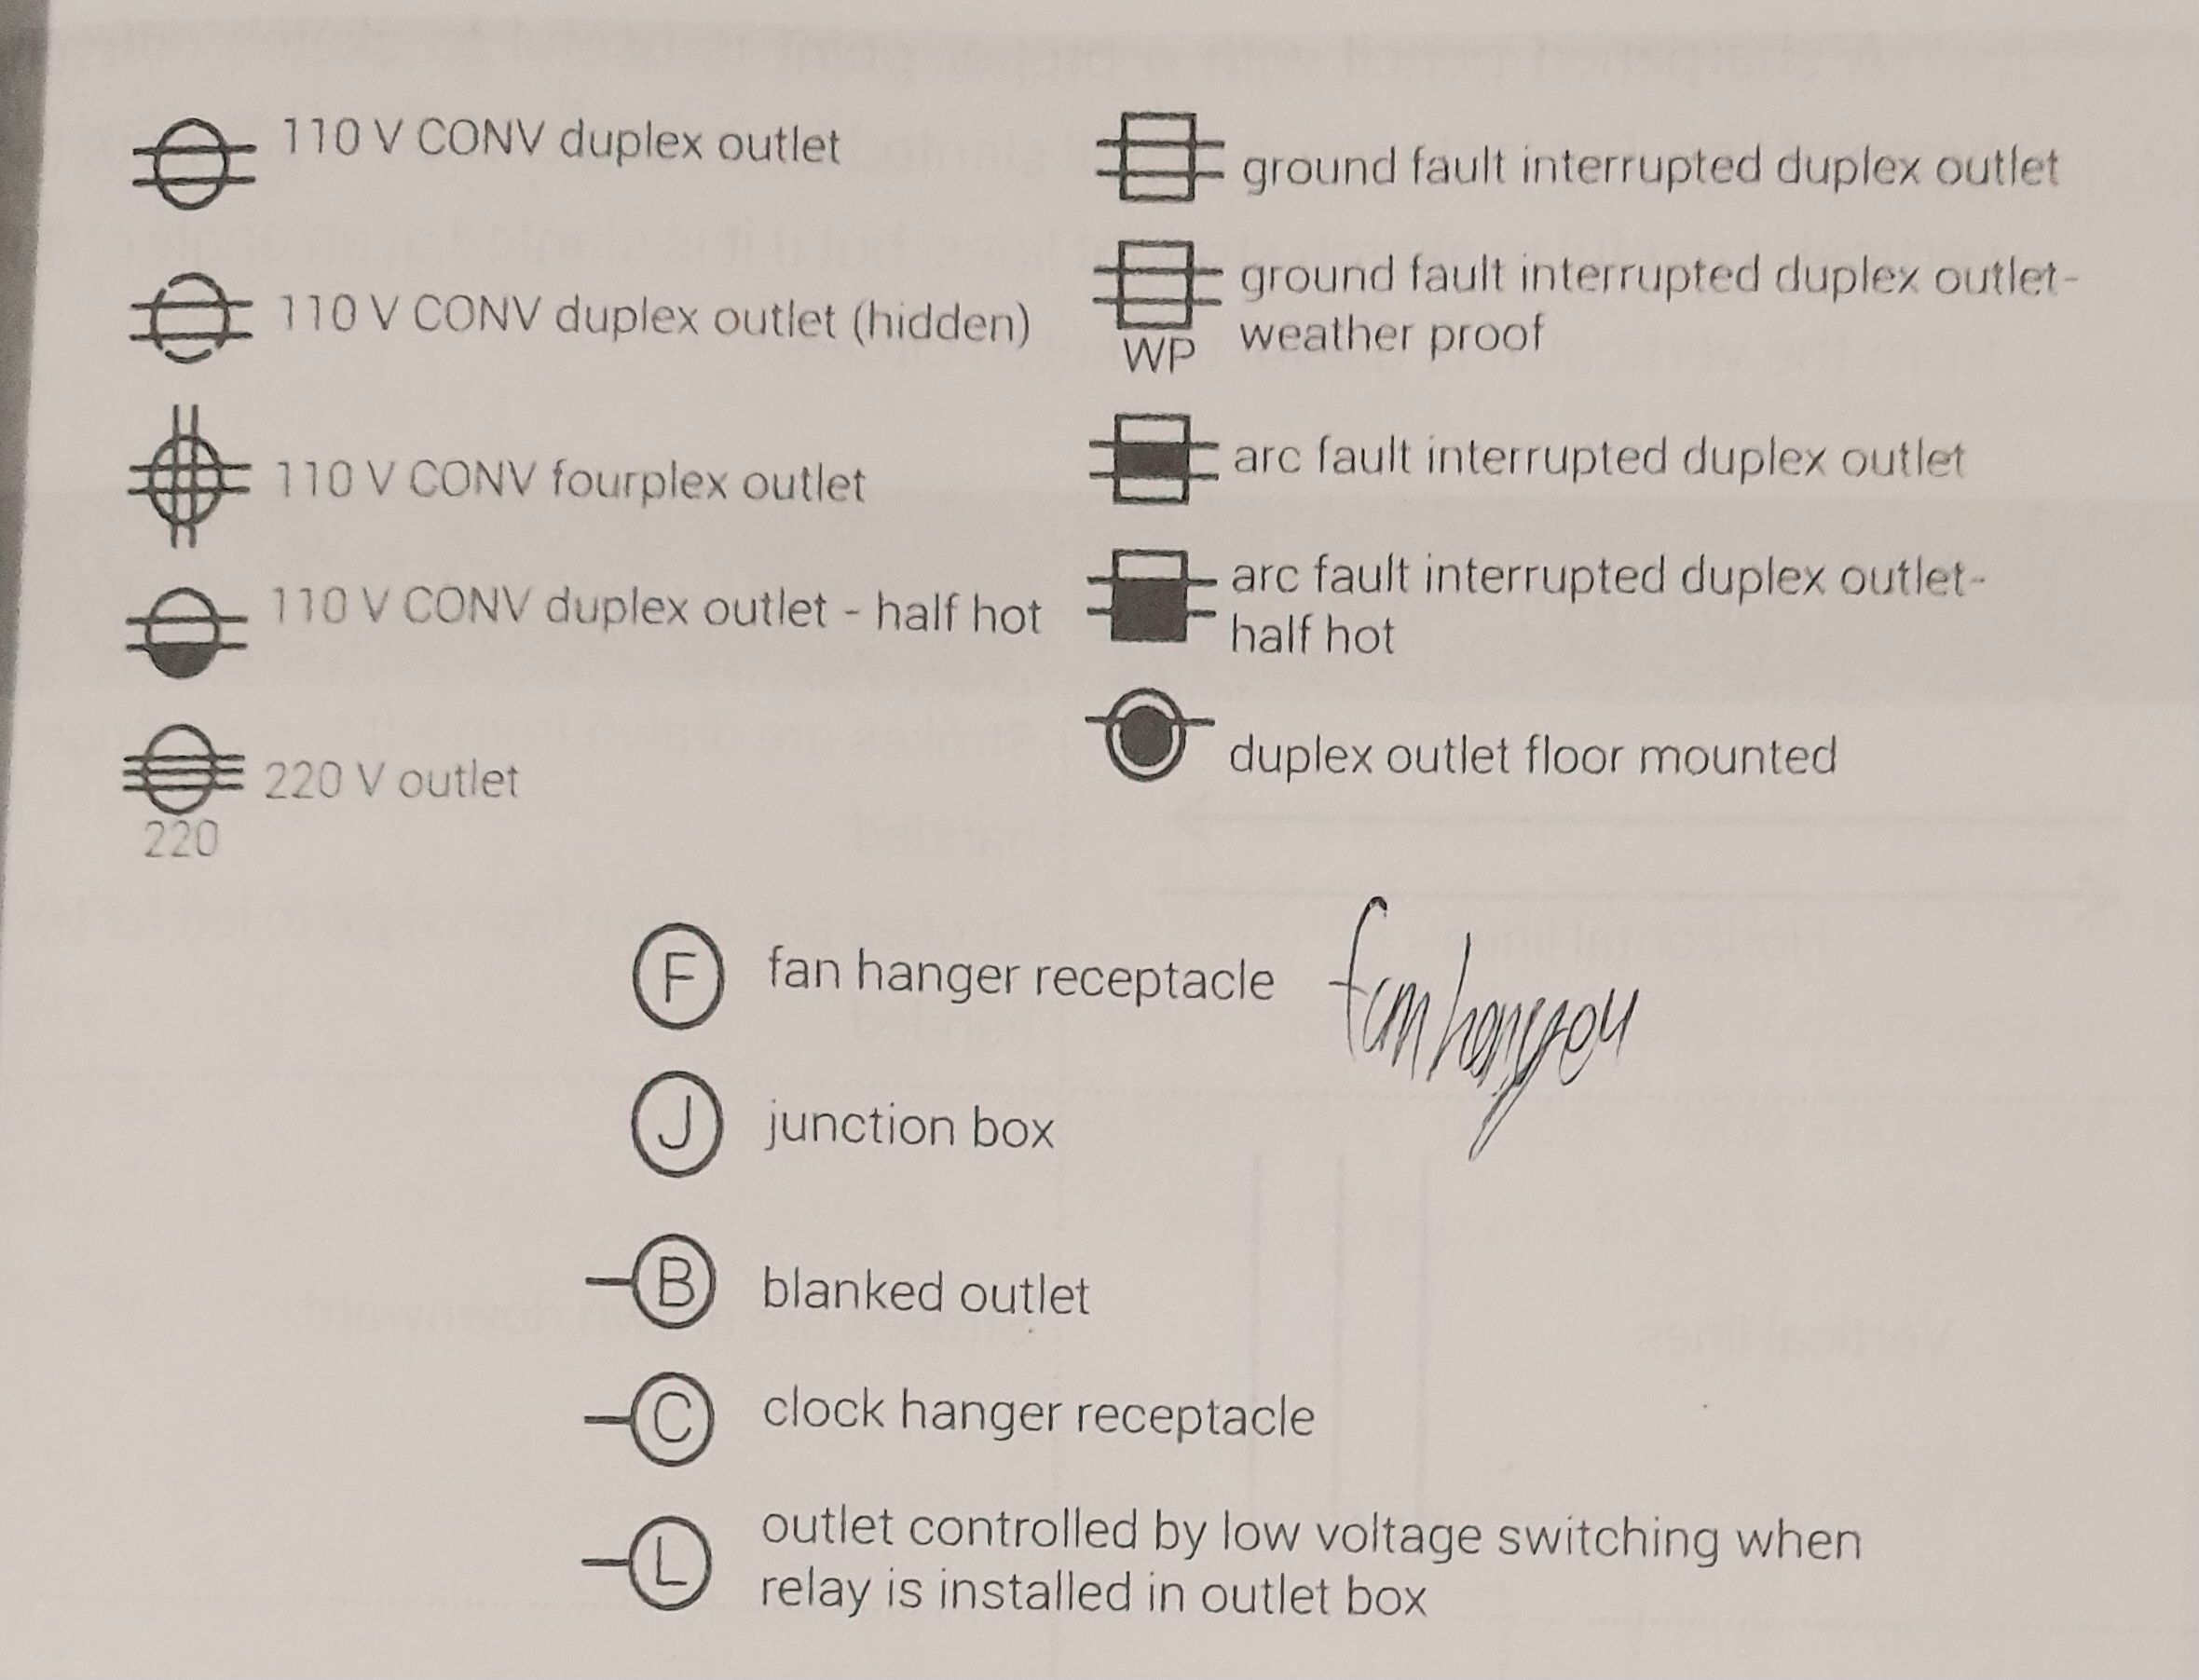 110 V CONV duplex outlet
110 V CONV duplex outlet (hidden)
110 V CONV fourplex outlet
110 V CONV duplex outlet - half hot
220 V outlet
220
ground fault interrupted duplex outlet
ground fault interrupted duplex outlet-
weather proof
WP
arc fault interrupted duplex outlet
arc fault interrupted duplex outlet-
half hot
duplex outlet floor mounted
F fan hanger receptacle
J junction box
B blanked outlet
C clock hanger receptacle
L outlet controlled by low voltage switching when
relay is installed in outlet box